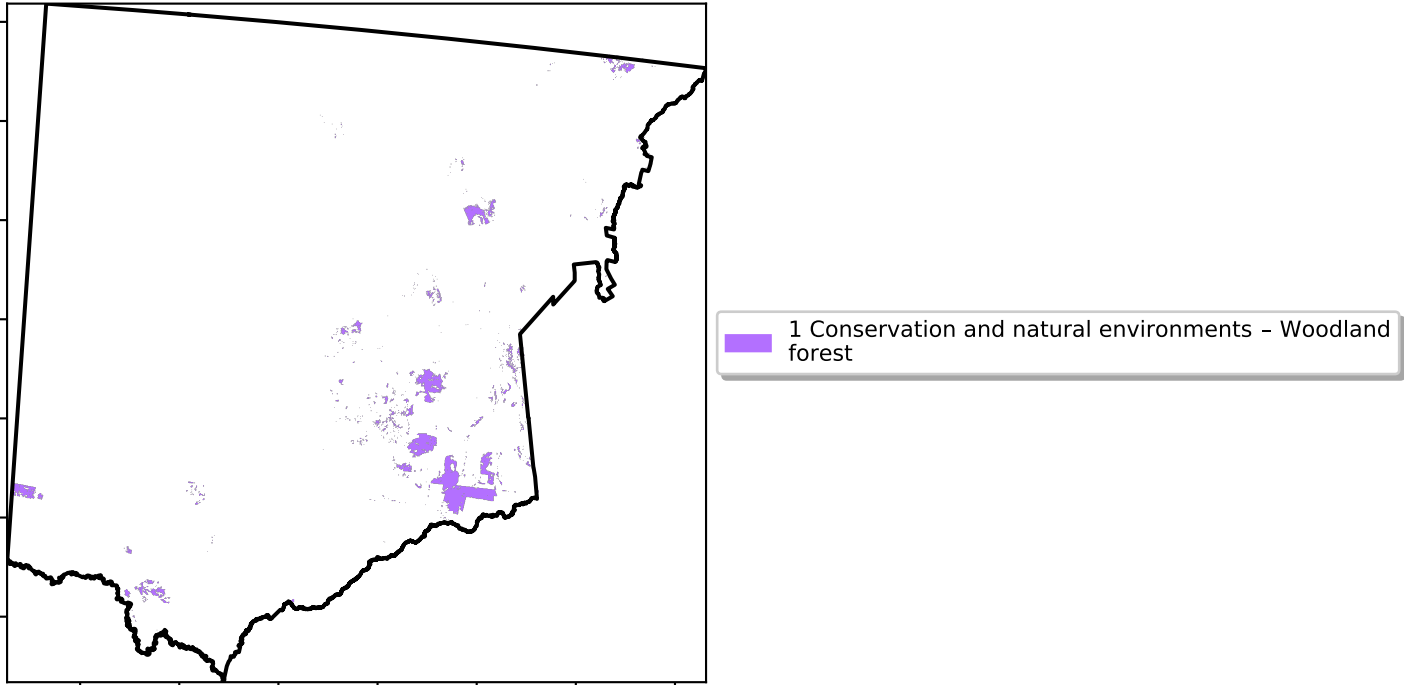 1 Conservation and natural environments – Woodland
forest